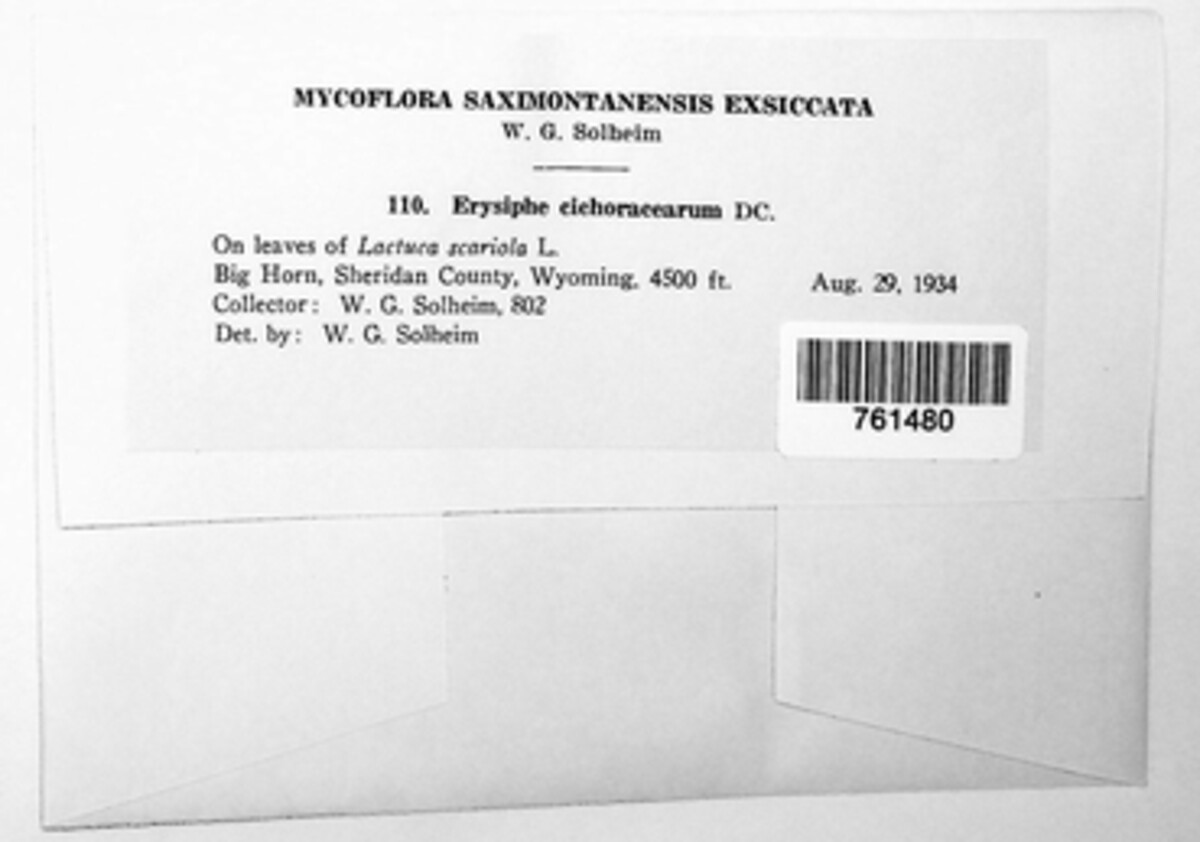 MYCOFLORA SAXIMONTANENSIS EXSICCATA
W. G. Solheim
110. Erysiphe cichoracearum DC.
On leaves of Lactuca scariola L.
Big Horn, Sheridan County, Wyoming, 4500 ft. Aug. 29, 1934
Collector: W. G. Solheim, 802
Det. by: W. G. Solheim
761480